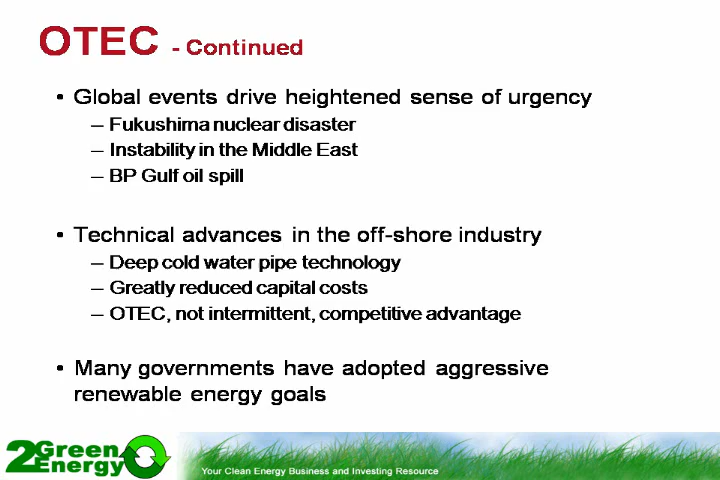 OTEC - Continued
• Global events drive heightened sense of urgency
– Fukushima nuclear disaster
– Instability in the Middle East
– BP Gulf oil spill
• Technical advances in the off-shore industry
– Deep cold water pipe technology
– Greatly reduced capital costs
– OTEC, not intermittent, competitive advantage
• Many governments have adopted aggressive
renewable energy goals
2Green
Energy
Your Clean Energy Business and Investing Resource